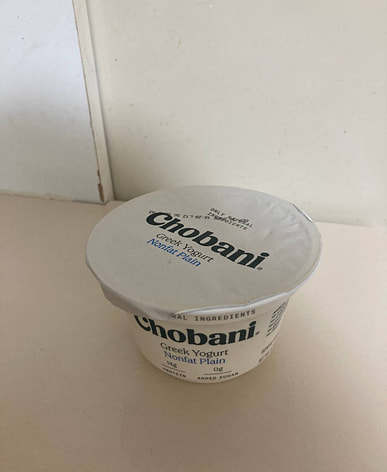 ONLY NATURAL
INGREDIENTS
Chobani®
Greek Yogurt
Nonfat Plain
RAL INGREDIENTS
Chobani®
Greek Yogurt
Nonfat Plain
14g 0g
PROTEIN ADDED SUGAR